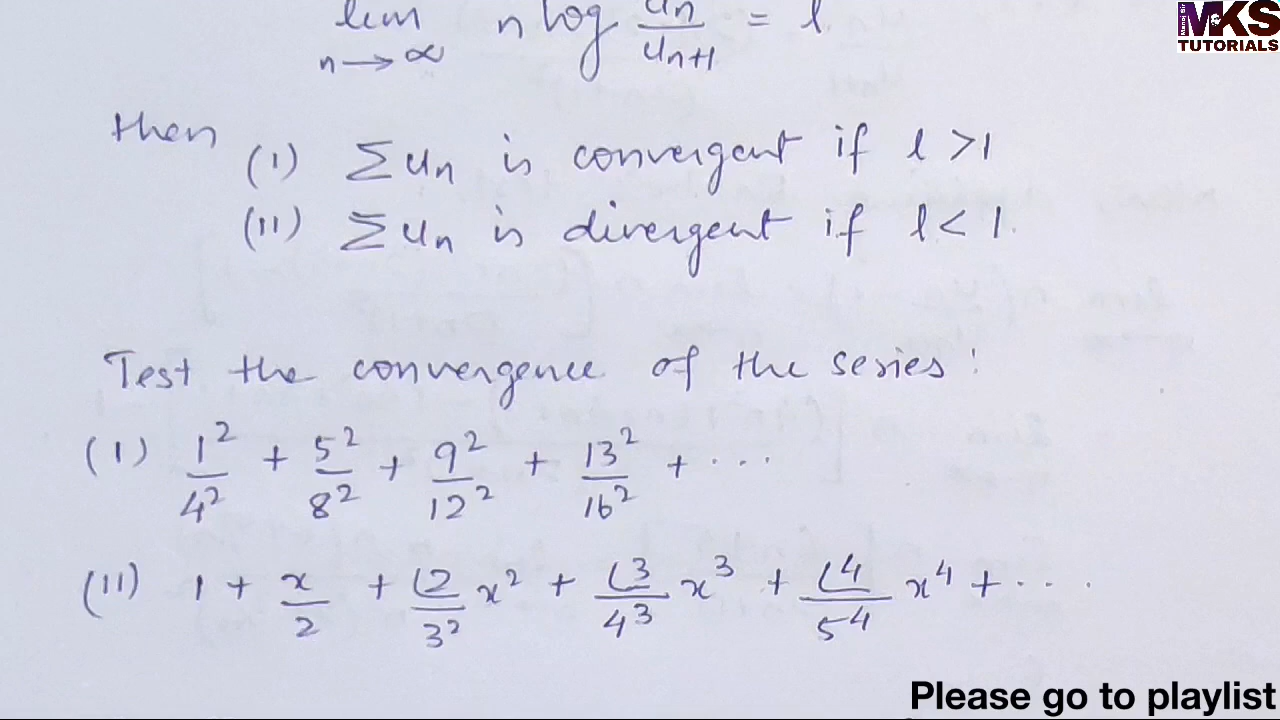 MKS
TUTORIALS
lim n→∞ n log uₙ/uₙ₊₁ = l
then (I) Σuₙ is convergent if l >1
(II) Σuₙ is divergent if l < 1.
Test the convergence of the series :
(I) 1²/4² + 5²/8² + 9²/12² + 13²/16² + ...
(II) 1 + x/2 + ⌊2/3² x² + ⌊3/4³ x³ + ⌊4/5⁴ x⁴ + ....
Please go to playlist